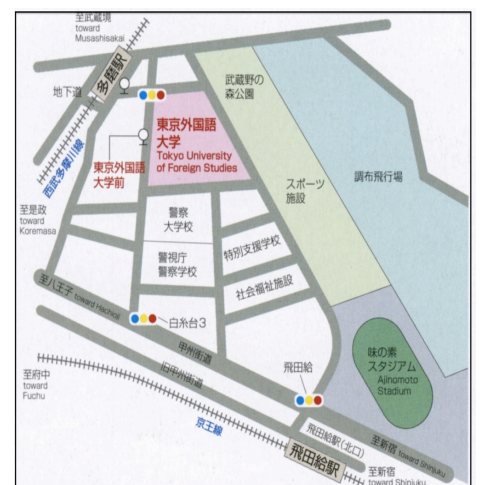 至武蔵境
toward
Musashisakai
多磨駅
地下道
西武多摩川線
武蔵野の
森公園
東京外国語
大学
Tokyo University
of Foreign Studies
東京外国語
大学前
スポーツ
施設
調布飛行場
至是政
toward
Koremasa
警察
大学校
警視庁
警察学校
特別支援学校
社会福祉施設
至八王子 toward Hachioji
白糸台3
甲州街道
旧甲州街道
飛田給
味の素
スタジアム
Ajinomoto
Stadium
至府中
toward
Fuchu
京王線
飛田給駅(北口)
飛田給駅
至新宿 toward Shinjuku
至新宿
toward Shinjuku